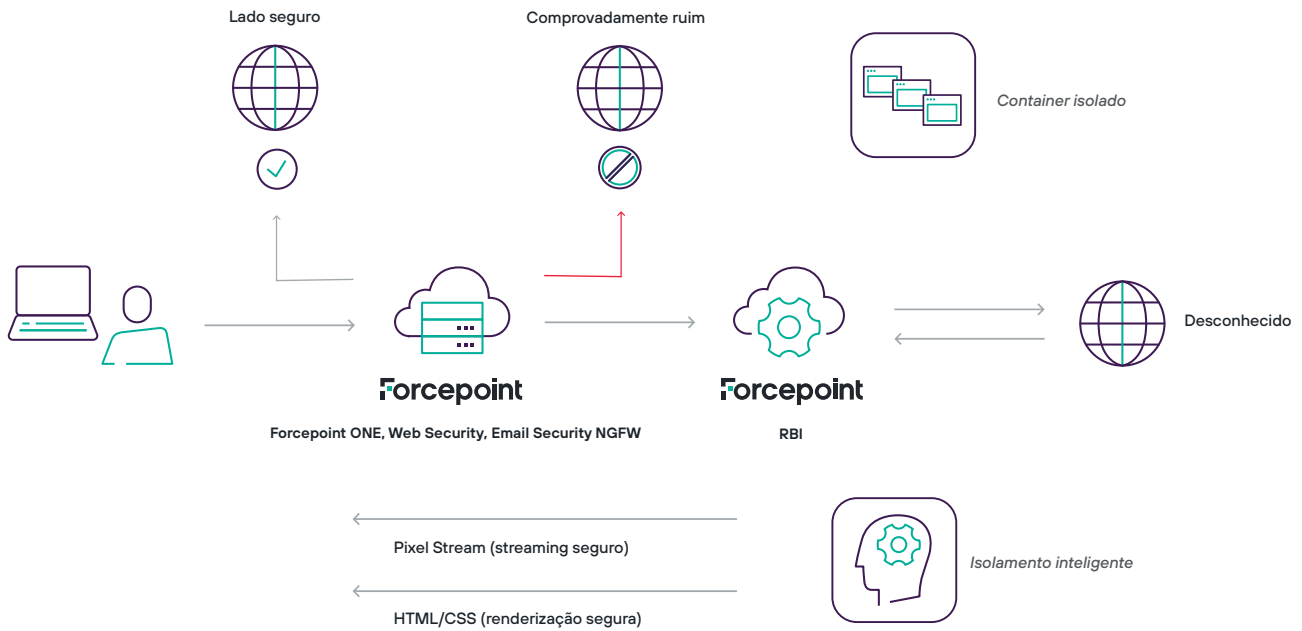 Lado seguro
Comprovadamente ruim
Container isolado
Desconhecido
Forcepoint
Forcepoint
Forcepoint ONE, Web Security, Email Security NGFW
RBI
Pixel Stream (streaming seguro)
Isolamento inteligente
HTML/CSS (renderização segura)